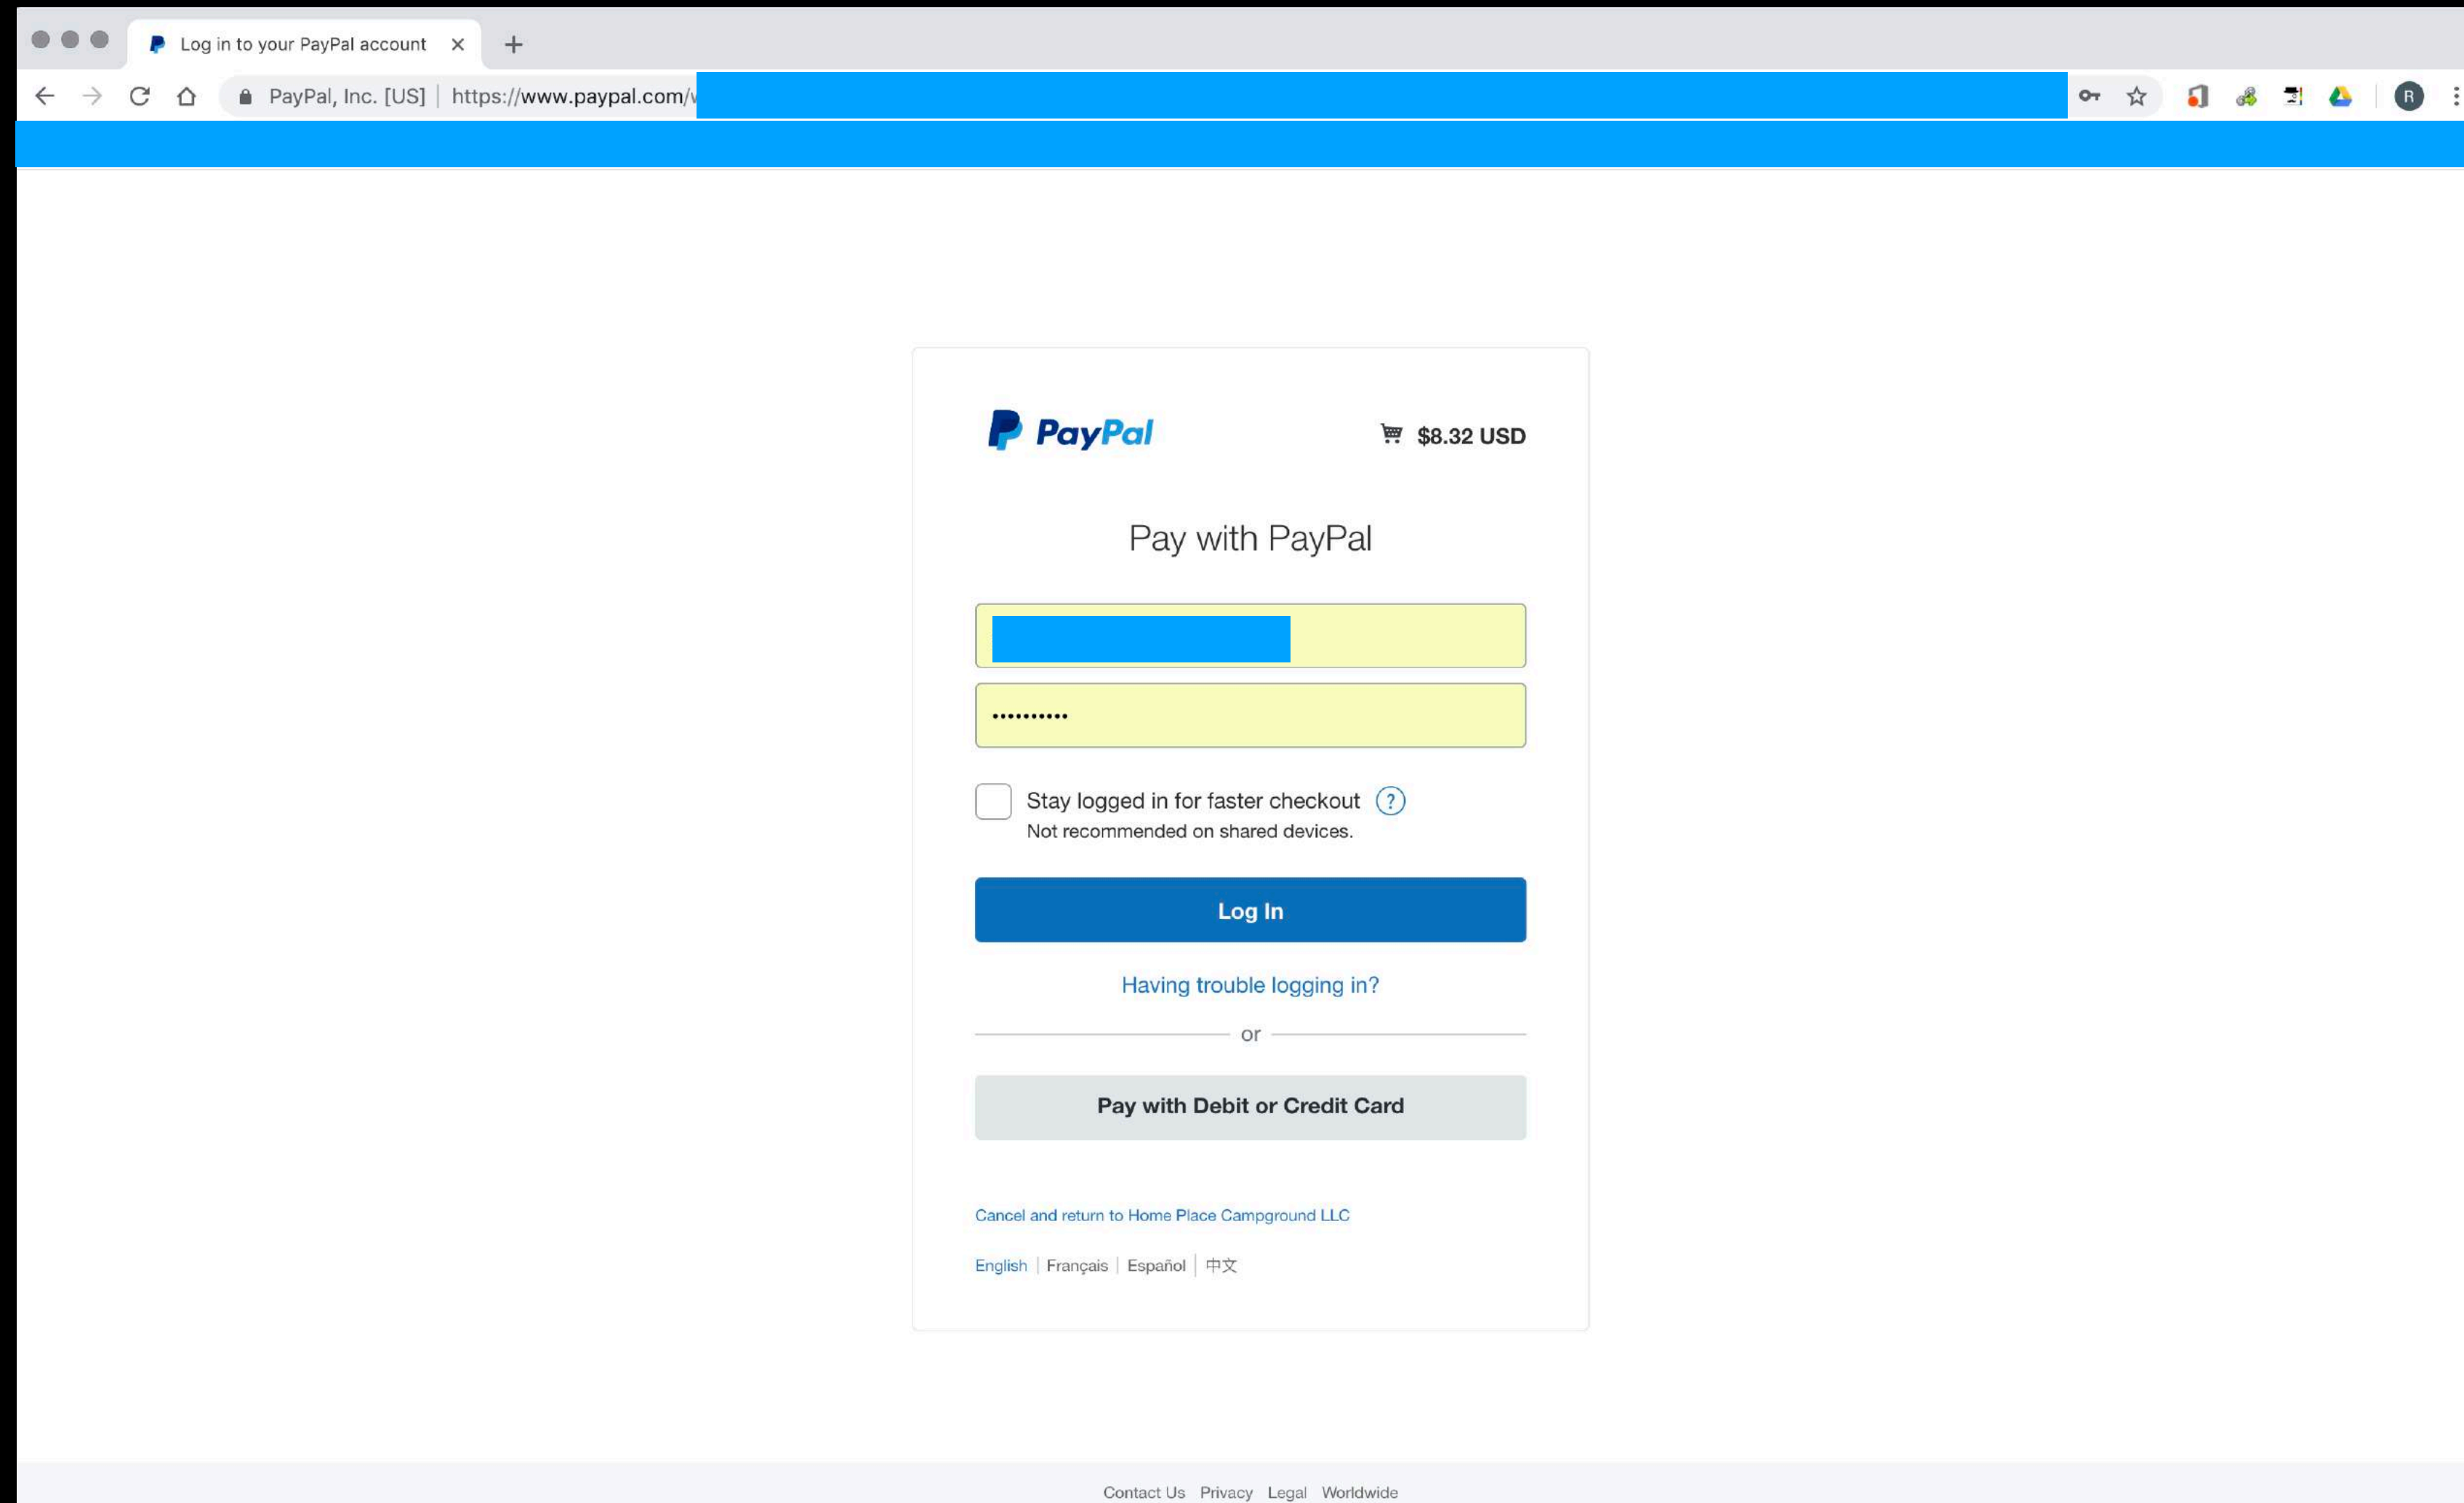 Log in to your PayPal account
PayPal, Inc. [US] | https://www.paypal.com/
R
PayPal $8.32 USD
Pay with PayPal
••••••••••
Stay logged in for faster checkout ?
Not recommended on shared devices.
Log In
Having trouble logging in?
or
Pay with Debit or Credit Card
Cancel and return to Home Place Campground LLC
English | Français | Español | 中文
Contact Us Privacy Legal Worldwide